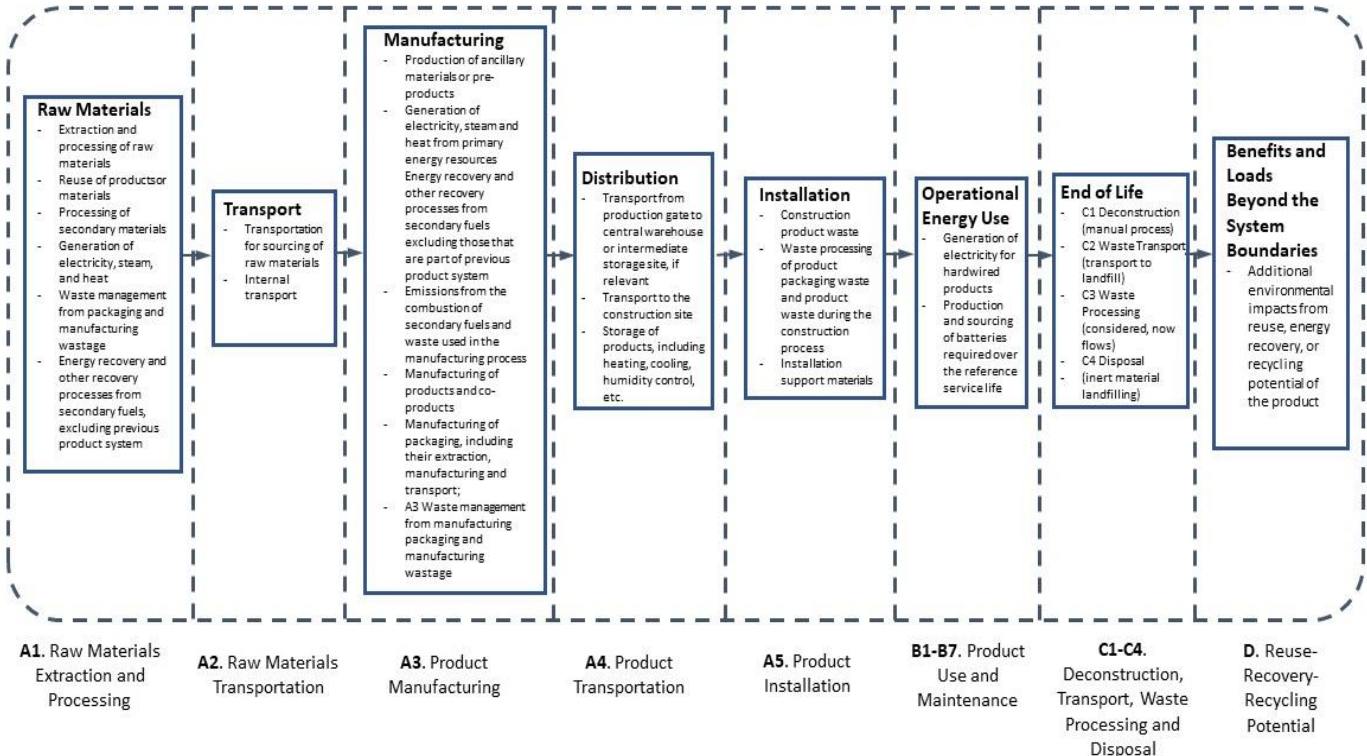 Raw Materials
- Extraction and
processing of raw
materials
- Reuse of productsor
materials
- Processing of
secondary materials
- Generation of
electricity, steam,
and heat
- Waste management
from packaging and
manufacturing
wastage
- Energy recovery and
other recovery
processes from
secondary fuels,
excluding previous
product system
Transport
- Transportation
for sourcing of
raw materials
- Internal
transport
Manufacturing
- Production of ancillary
materials or pre-
products
- Generation of
electricity, steam and
heat from primary
energy resources
Energy recovery and
other recovery
processes from
secondary fuels
excluding those that
are part of previous
product system
- Emissions from the
combustion of
secondary fuels and
waste used in the
manufacturing process
- Manufacturing of
products and co-
products
- Manufacturing of
packaging, including
their extraction,
manufacturing and
transport;
- A3 Waste management
from manufacturing
packaging and
manufacturing
wastage
Distribution
- Transport from
production gate to
central warehouse
or intermediate
storage site, if
relevant
- Transport to the
construction site
- Storage of
products, including
heating, cooling,
humidity control,
etc.
Installation
- Construction
product waste
- Waste processing
of product
packaging waste
and product
waste during the
construction
process
- Installation
support materials
Operational
Energy Use
- Generation of
electricity for
hardwired
products
- Production
and sourcing
of batteries
required over
the reference
service life
End of Life
- C1 Deconstruction
(manual process)
- C2 Waste Transport
(transport to
landfill)
- C3 Waste
Processing
(considered, now
flows)
- C4 Disposal
- (inert material
landfilling)
Benefits and
Loads
Beyond the
System
Boundaries
- Additional
environmental
impacts from
reuse, energy
recovery, or
recycling
potential of
the product
A1. Raw Materials
Extraction and
Processing
A2. Raw Materials
Transportation
A3. Product
Manufacturing
A4. Product
Transportation
A5. Product
Installation
B1-B7. Product
Use and
Maintenance
C1-C4.
Deconstruction,
Transport, Waste
Processing and
Disposal
D. Reuse-
Recovery-
Recycling
Potential